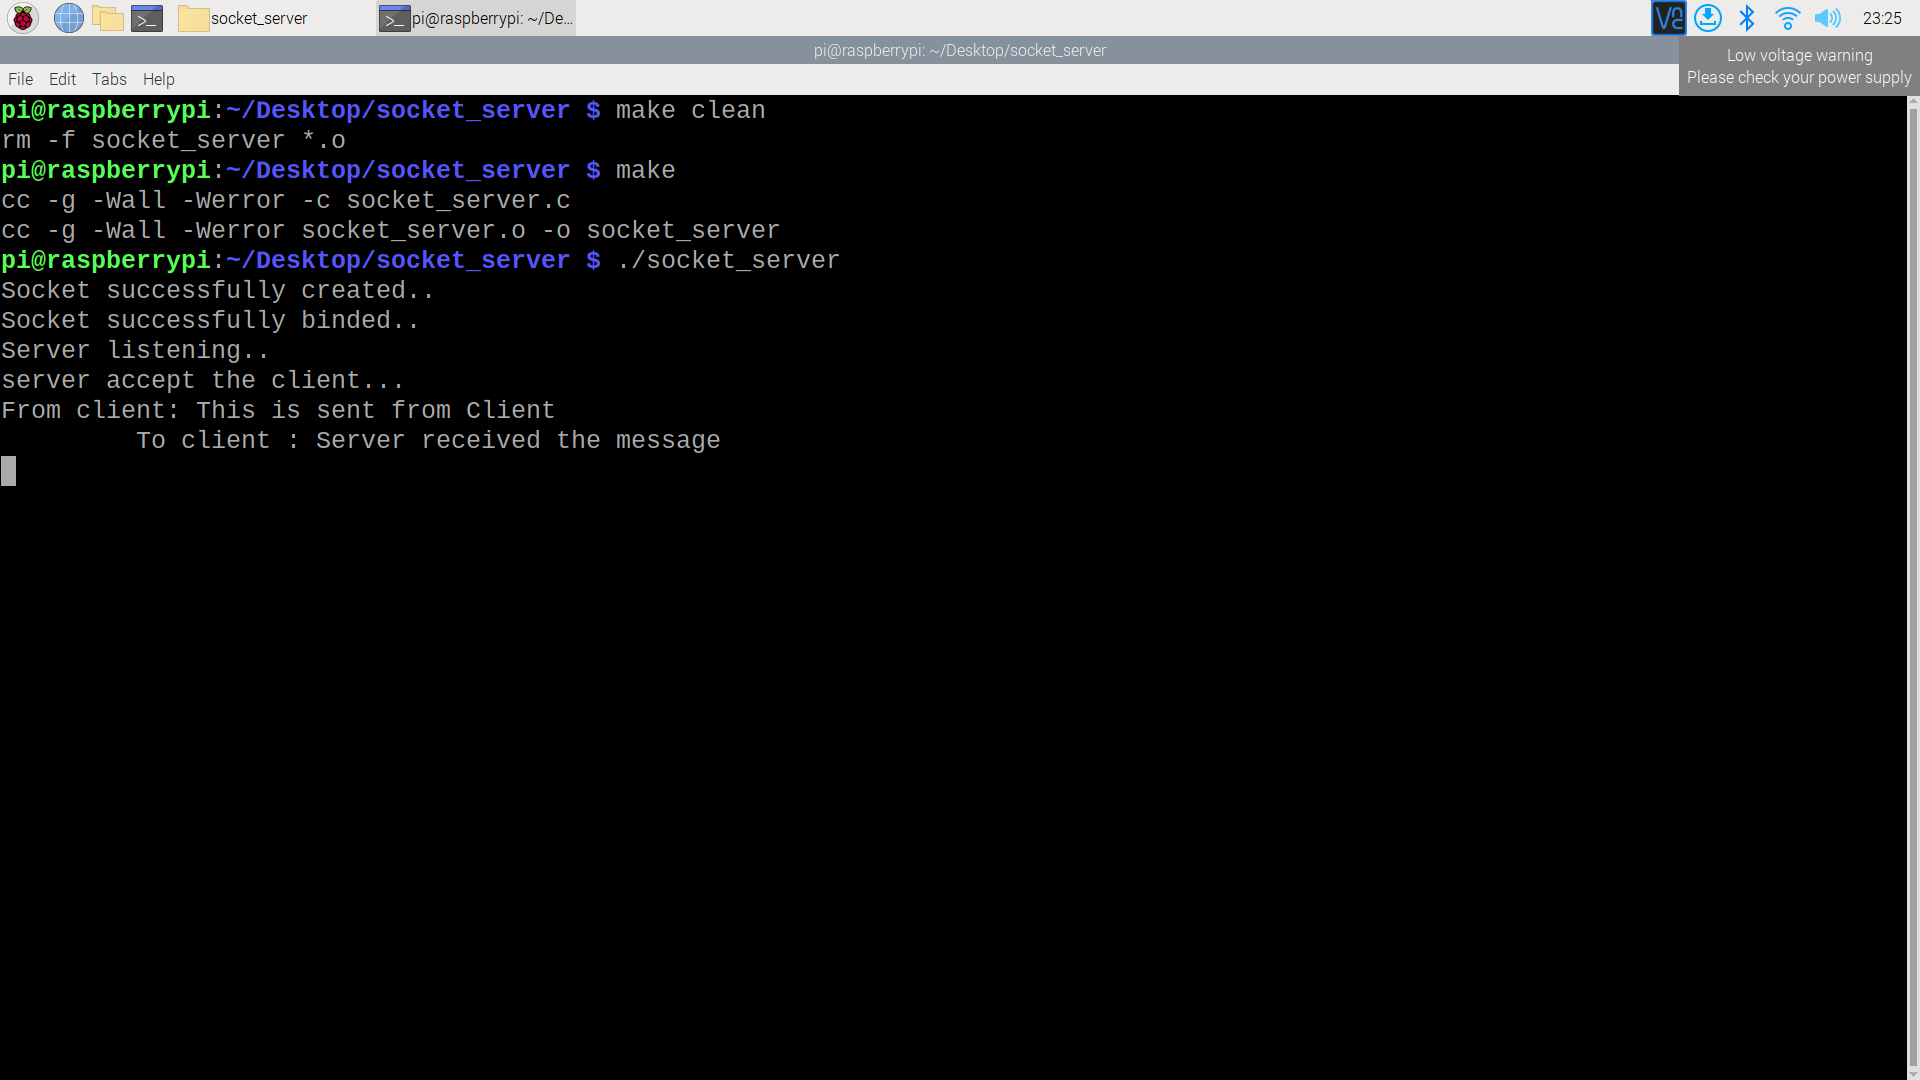 socket_server
pi@raspberrypi: ~/De...
23:25
pi@raspberrypi: ~/Desktop/socket_server
Low voltage warning
Please check your power supply
File Edit Tabs Help
pi@raspberrypi:~/Desktop/socket_server $ make clean
rm -f socket_server *.o
pi@raspberrypi:~/Desktop/socket_server $ make
cc -g -Wall -Werror -c socket_server.c
cc -g -Wall -Werror socket_server.o -o socket_server
pi@raspberrypi:~/Desktop/socket_server $ ./socket_server
Socket successfully created..
Socket successfully binded..
Server listening..
server accept the client...
From client: This is sent from Client
         To client : Server received the message